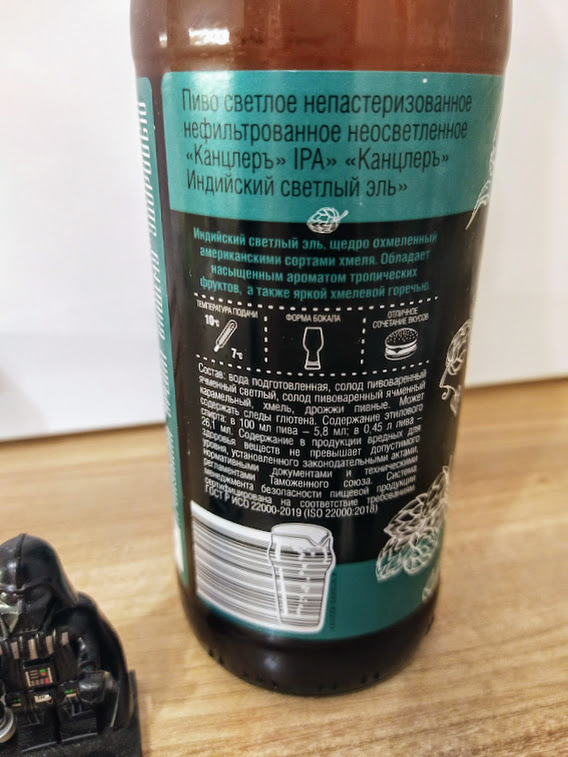 Пиво светлое непастеризованное
нефильтрованное неосветленное
«Канцлеръ» IPA» «Канцлеръ»
Индийский светлый эль»
Индийский светлый эль, щедро охмеленный
американскими сортами хмеля. Обладает
насыщенным ароматом тропических
фруктов, а также яркой хмелевой горечью.
ТЕМПЕРАТУРА ПОДАЧИ
10°C
7°C
ФОРМА БОКАЛА
ОТЛИЧНОЕ
СОЧЕТАНИЕ ВКУСОВ
Состав: вода подготовленная, солод пивоваренный
ячменный светлый, солод пивоваренный ячменный
карамельный, хмель, дрожжи пивные. Может
содержать следы глютена. Содержание этилового
спирта: в 100 мл пива – 5,8 мл; в 0,45 л пива –
26,1 мл. Содержание в продукции вредных для
здоровья веществ не превышает допустимого
уровня, установленного законодательными актами,
нормативными документами и техническими
регламентами Таможенного союза. Система
менеджмента безопасности пищевой продукции
сертифицирована на соответствие требованиям
ГОСТ Р ИСО 22000-2019 (ISO 22000:2018)